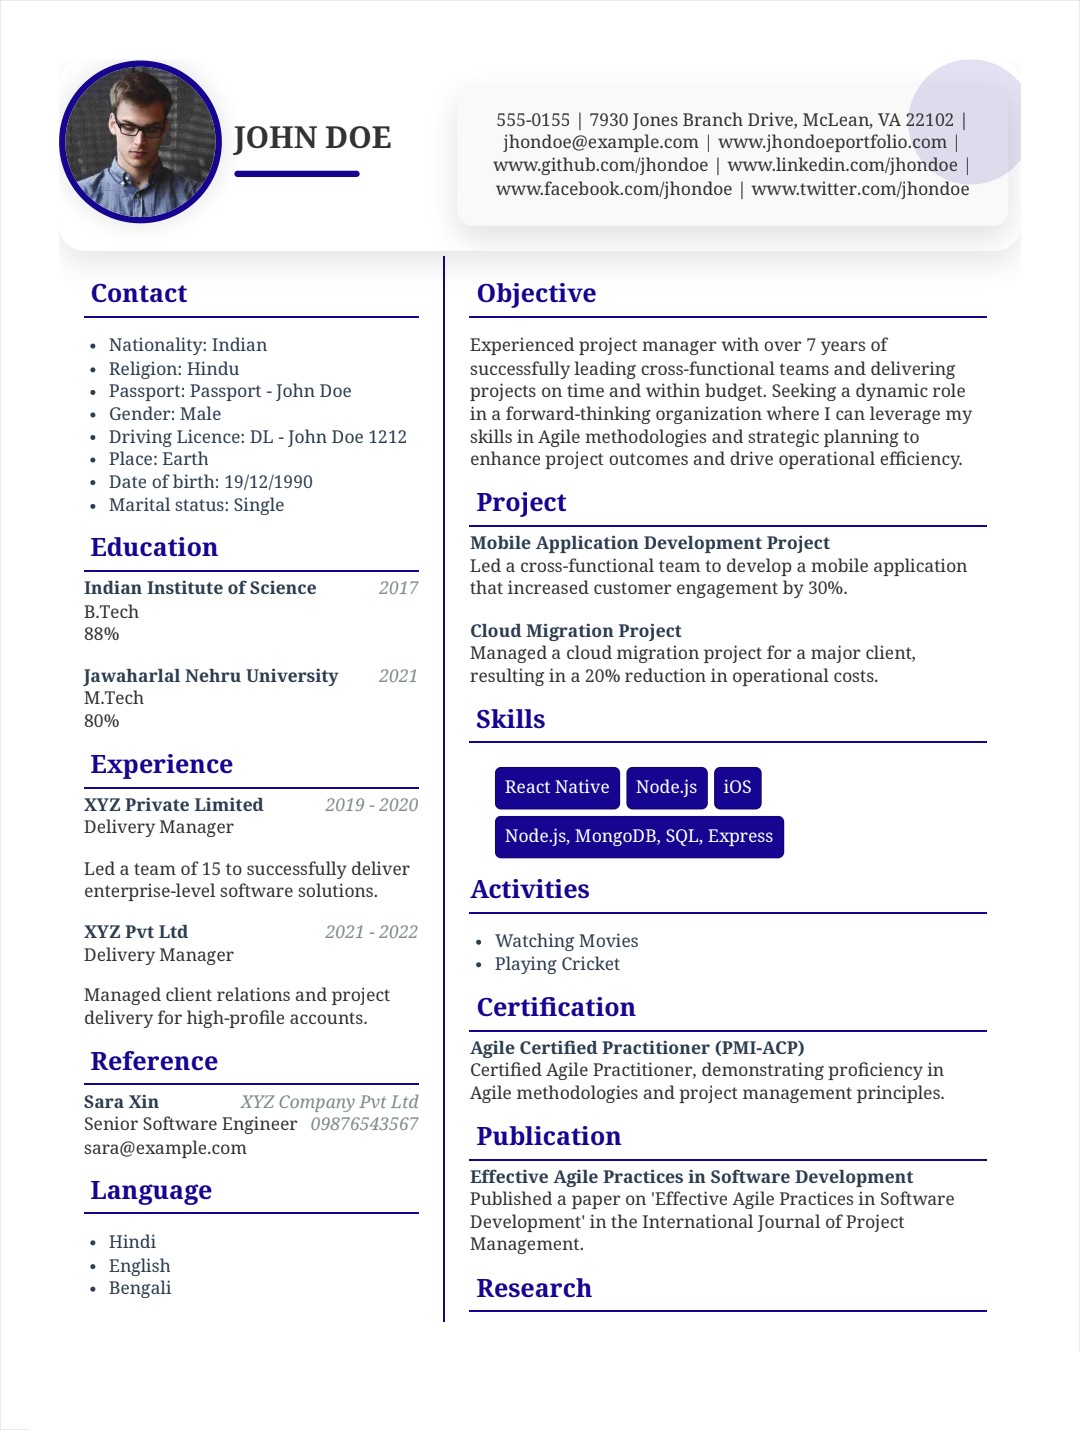 JOHN DOE
555-0155 | 7930 Jones Branch Drive, McLean, VA 22102 |
jhondoe@example.com | www.jhondoeportfolio.com |
www.github.com/jhondoe | www.linkedin.com/jhondoe |
www.facebook.com/jhondoe | www.twitter.com/jhondoe
Contact
• Nationality: Indian
• Religion: Hindu
• Passport: Passport - John Doe
• Gender: Male
• Driving Licence: DL - John Doe 1212
• Place: Earth
• Date of birth: 19/12/1990
• Marital status: Single
Education
Indian Institute of Science 2017
B.Tech
88%
Jawaharlal Nehru University 2021
M.Tech
80%
Experience
XYZ Private Limited 2019 - 2020
Delivery Manager
Led a team of 15 to successfully deliver
enterprise-level software solutions.
XYZ Pvt Ltd 2021 - 2022
Delivery Manager
Managed client relations and project
delivery for high-profile accounts.
Reference
Sara Xin XYZ Company Pvt Ltd
Senior Software Engineer 09876543567
sara@example.com
Language
• Hindi
• English
• Bengali
Objective
Experienced project manager with over 7 years of
successfully leading cross-functional teams and delivering
projects on time and within budget. Seeking a dynamic role
in a forward-thinking organization where I can leverage my
skills in Agile methodologies and strategic planning to
enhance project outcomes and drive operational efficiency.
Project
Mobile Application Development Project
Led a cross-functional team to develop a mobile application
that increased customer engagement by 30%.
Cloud Migration Project
Managed a cloud migration project for a major client,
resulting in a 20% reduction in operational costs.
Skills
React Native Node.js iOS
Node.js, MongoDB, SQL, Express
Activities
• Watching Movies
• Playing Cricket
Certification
Agile Certified Practitioner (PMI-ACP)
Certified Agile Practitioner, demonstrating proficiency in
Agile methodologies and project management principles.
Publication
Effective Agile Practices in Software Development
Published a paper on 'Effective Agile Practices in Software
Development' in the International Journal of Project
Management.
Research